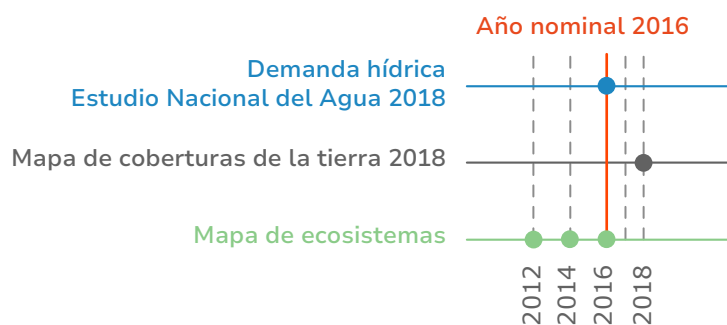 Año nominal 2016
Demanda hídrica
Estudio Nacional del Agua 2018
Mapa de coberturas de la tierra 2018
Mapa de ecosistemas
2012
2014
2016
2018